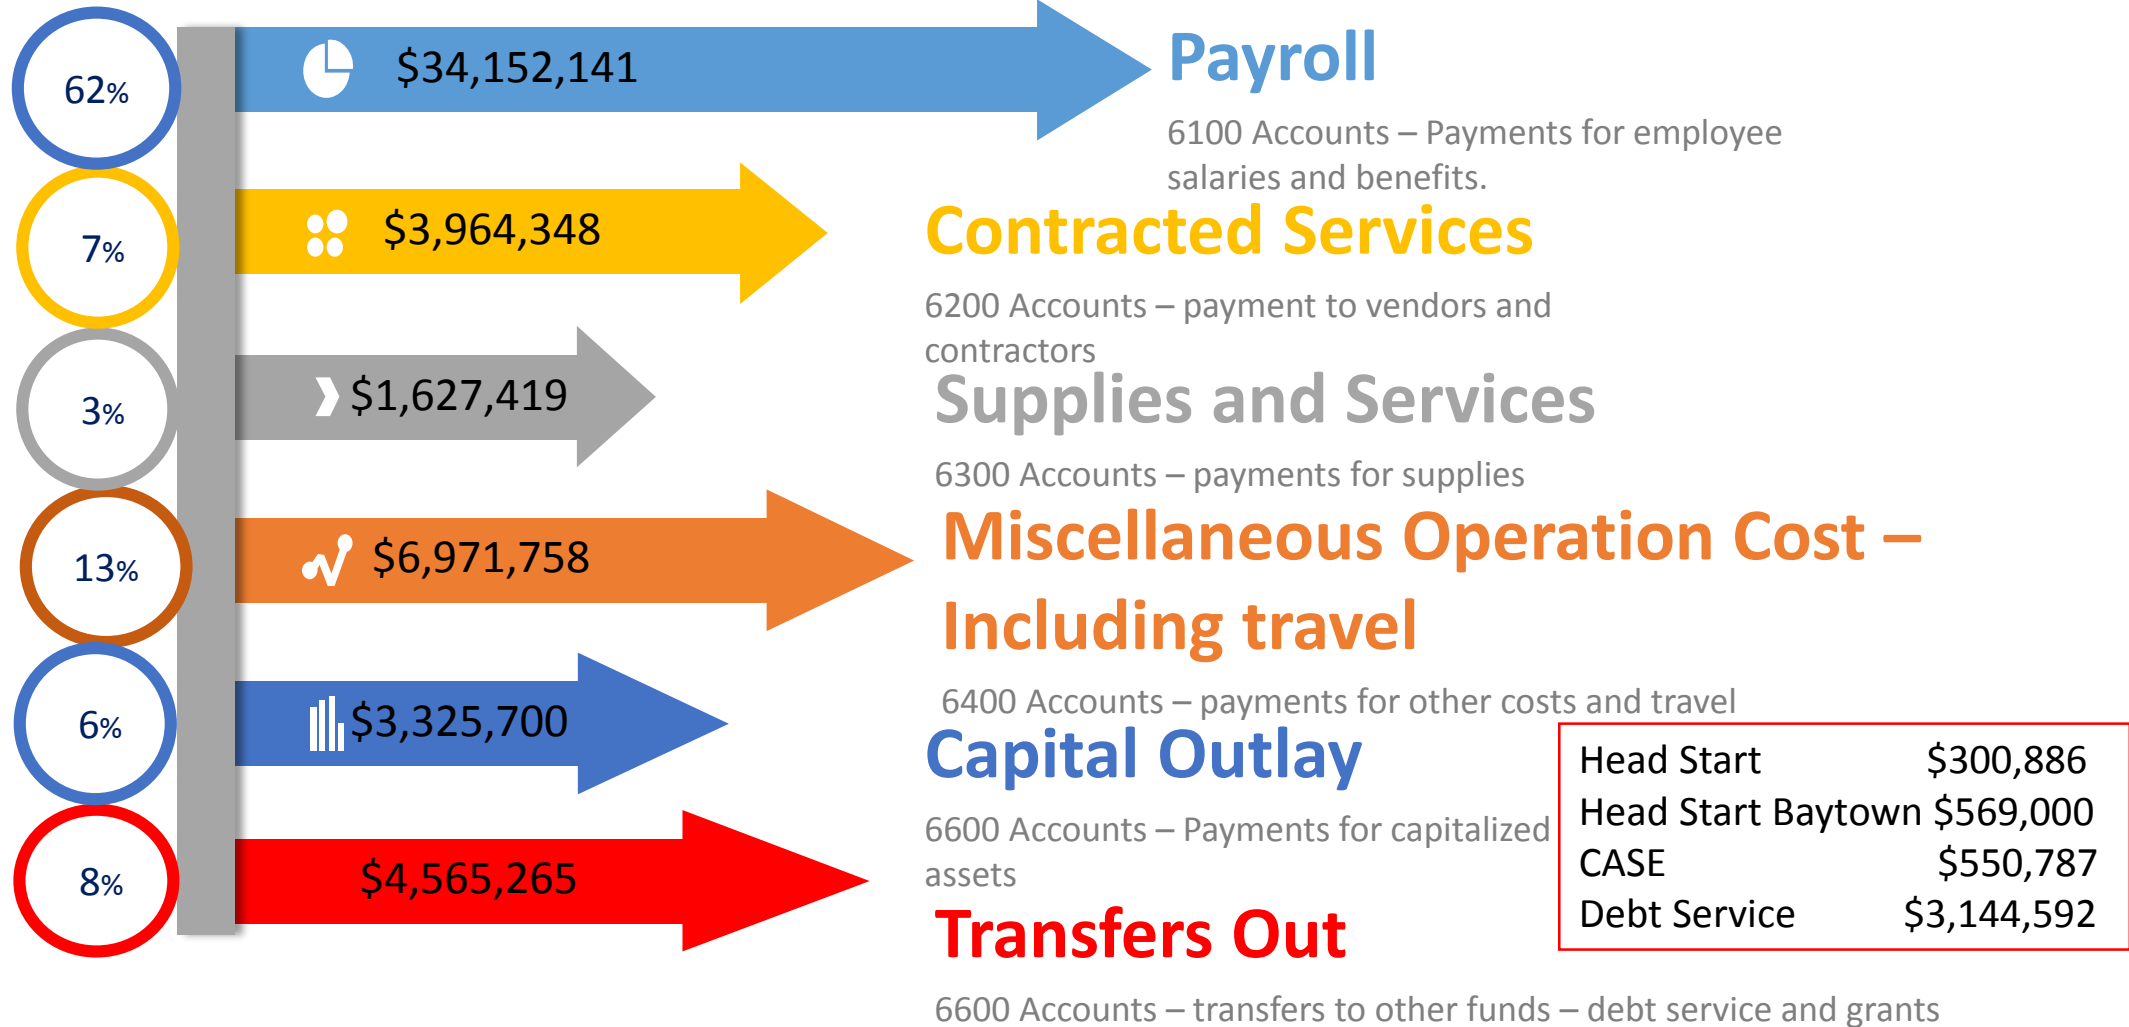 62%
$34,152,141
Payroll
6100 Accounts – Payments for employee
salaries and benefits.
7%
$3,964,348
Contracted Services
6200 Accounts – payment to vendors and
contractors
3%
$1,627,419
Supplies and Services
6300 Accounts – payments for supplies
13%
$6,971,758
Miscellaneous Operation Cost –
Including travel
6400 Accounts – payments for other costs and travel
6%
$3,325,700
Capital Outlay
6600 Accounts – Payments for capitalized
assets
Head Start $300,886
Head Start Baytown $569,000
CASE $550,787
Debt Service $3,144,592
8%
$4,565,265
Transfers Out
6600 Accounts – transfers to other funds – debt service and grants